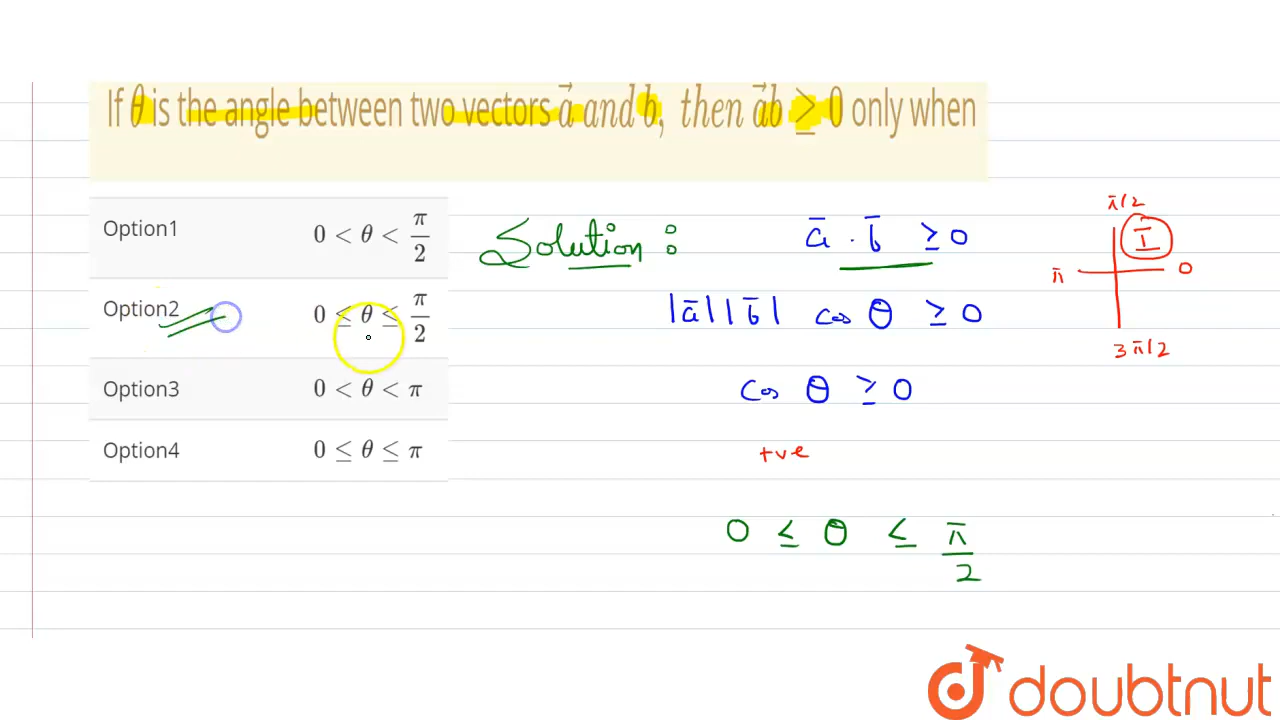 If θ is the angle between two vectors a⃗ and b, then a⃗b ≥ 0 only when
Option1 0 < θ < π/2
Option2 0 ≤ θ ≤ π/2
Option3 0 < θ < π
Option4 0 ≤ θ ≤ π
Solution :
a̅ . b̅ ≥ 0
|a̅| |b̅| cos θ ≥ 0
cos θ ≥ 0
+ve
0 ≤ θ ≤ π/2
π/2
I
π 0
3π/2
doubtnut